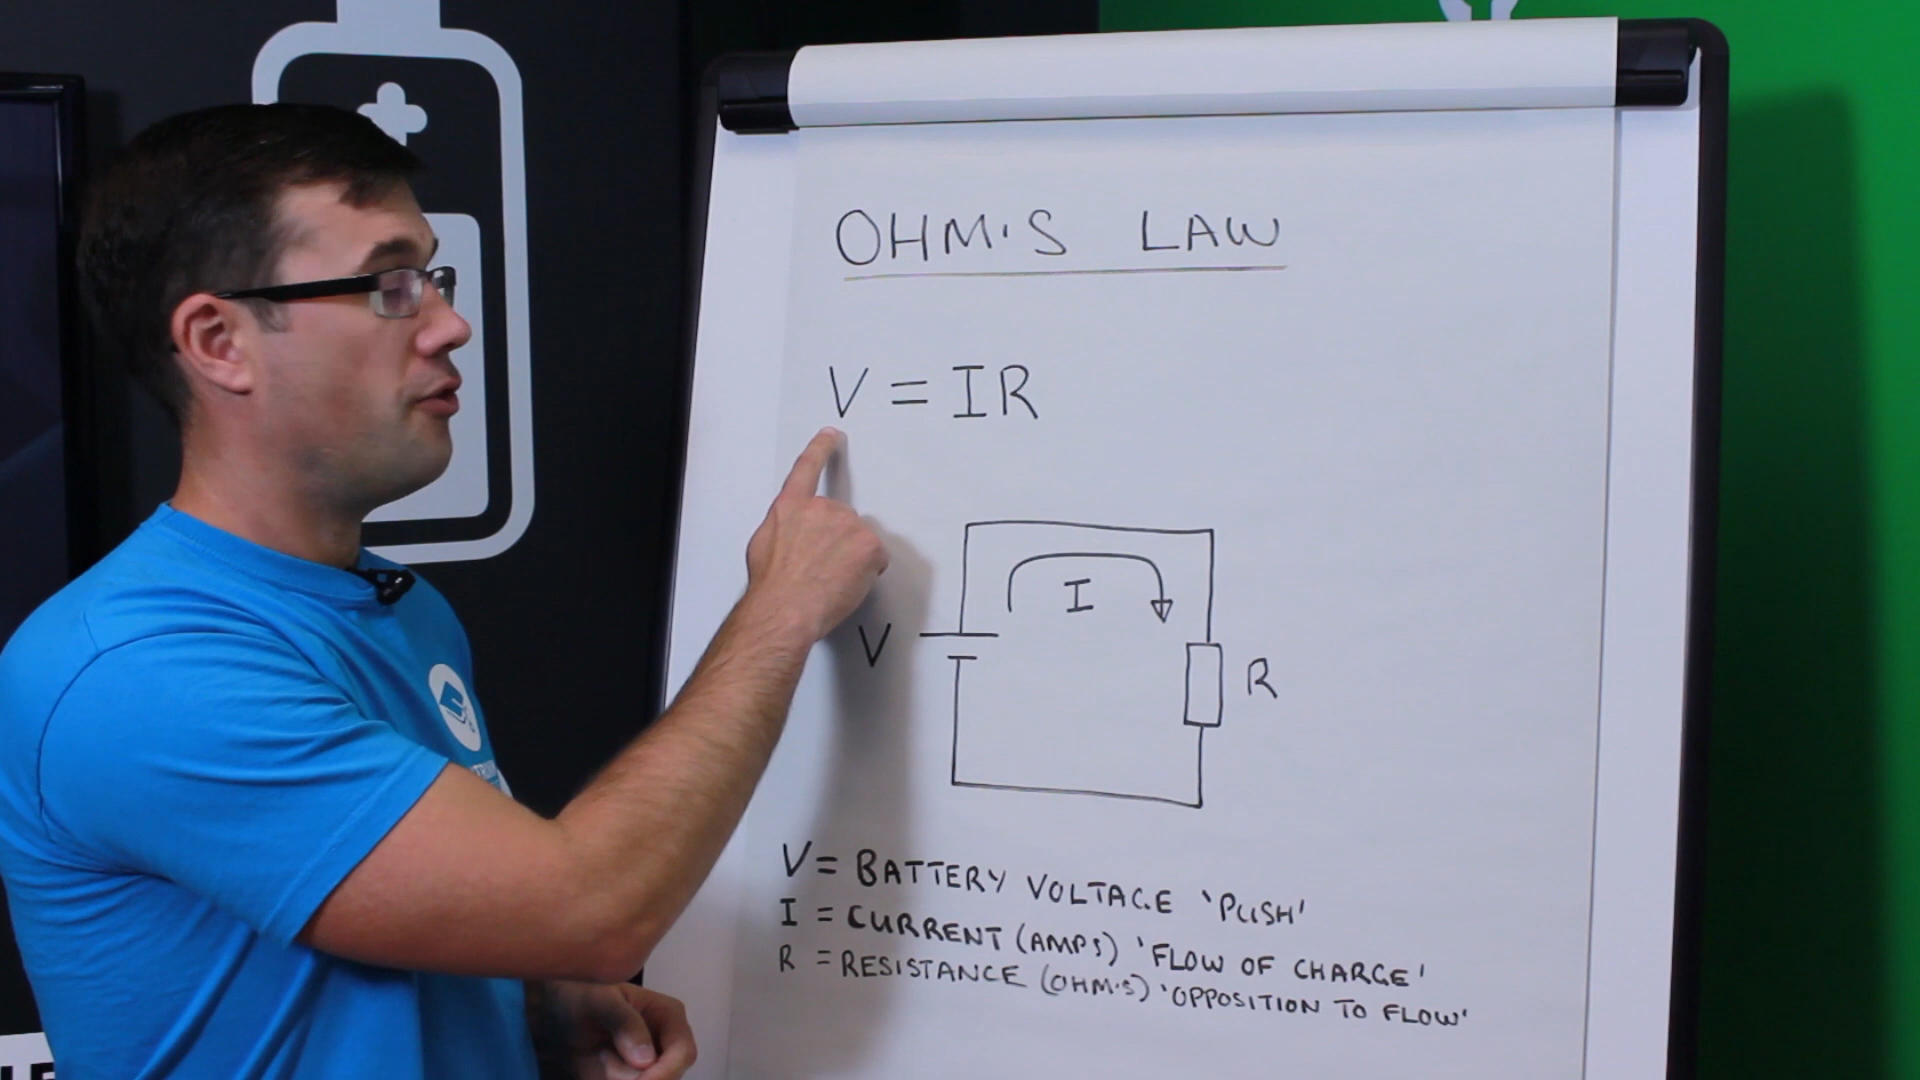 OHM'S LAW
V = IR
I
V
R
V = BATTERY VOLTAGE 'PUSH'
I = CURRENT (AMPS) 'FLOW OF CHARGE'
R = RESISTANCE (OHM'S) 'OPPOSITION TO FLOW'